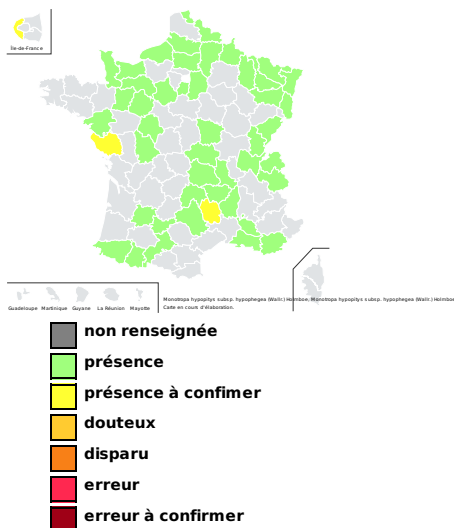 Île-de-France
Guadeloupe Martinique Guyane La Réunion Mayotte
Monotropa hypopitys subsp. hypophegea (Wallr.) Holmboe, Monotropa hypopitys subsp. hypophegea (Wallr.) Holmboe
Carte en cours d'élaboration.
non renseignée
présence
présence à confimer
douteux
disparu
erreur
erreur à confirmer